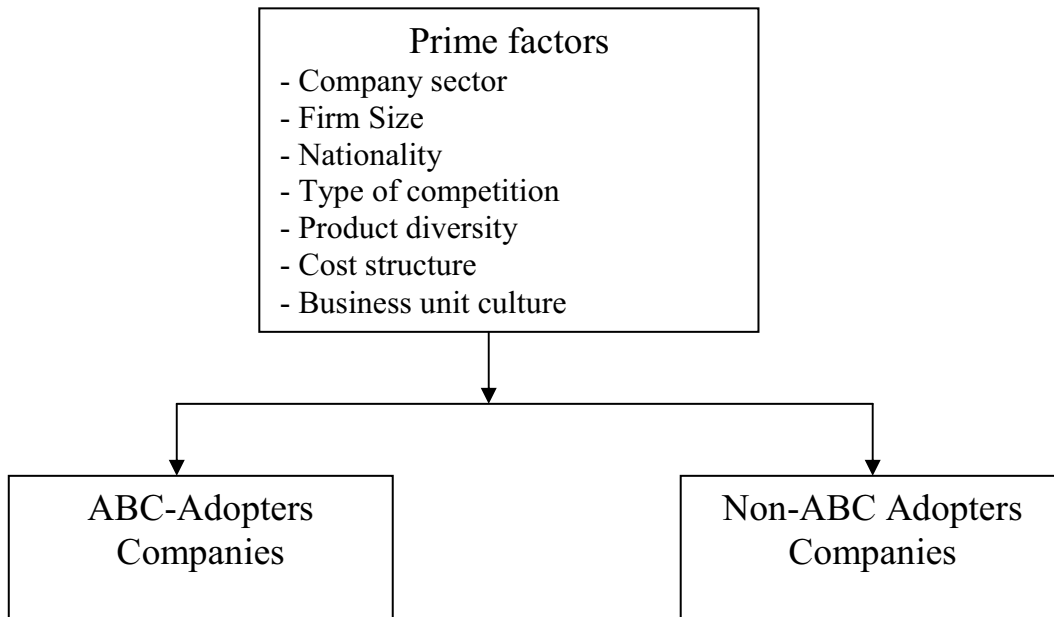 Prime factors
- Company sector
- Firm Size
- Nationality
- Type of competition
- Product diversity
- Cost structure
- Business unit culture
ABC-Adopters
Companies
Non-ABC Adopters
Companies